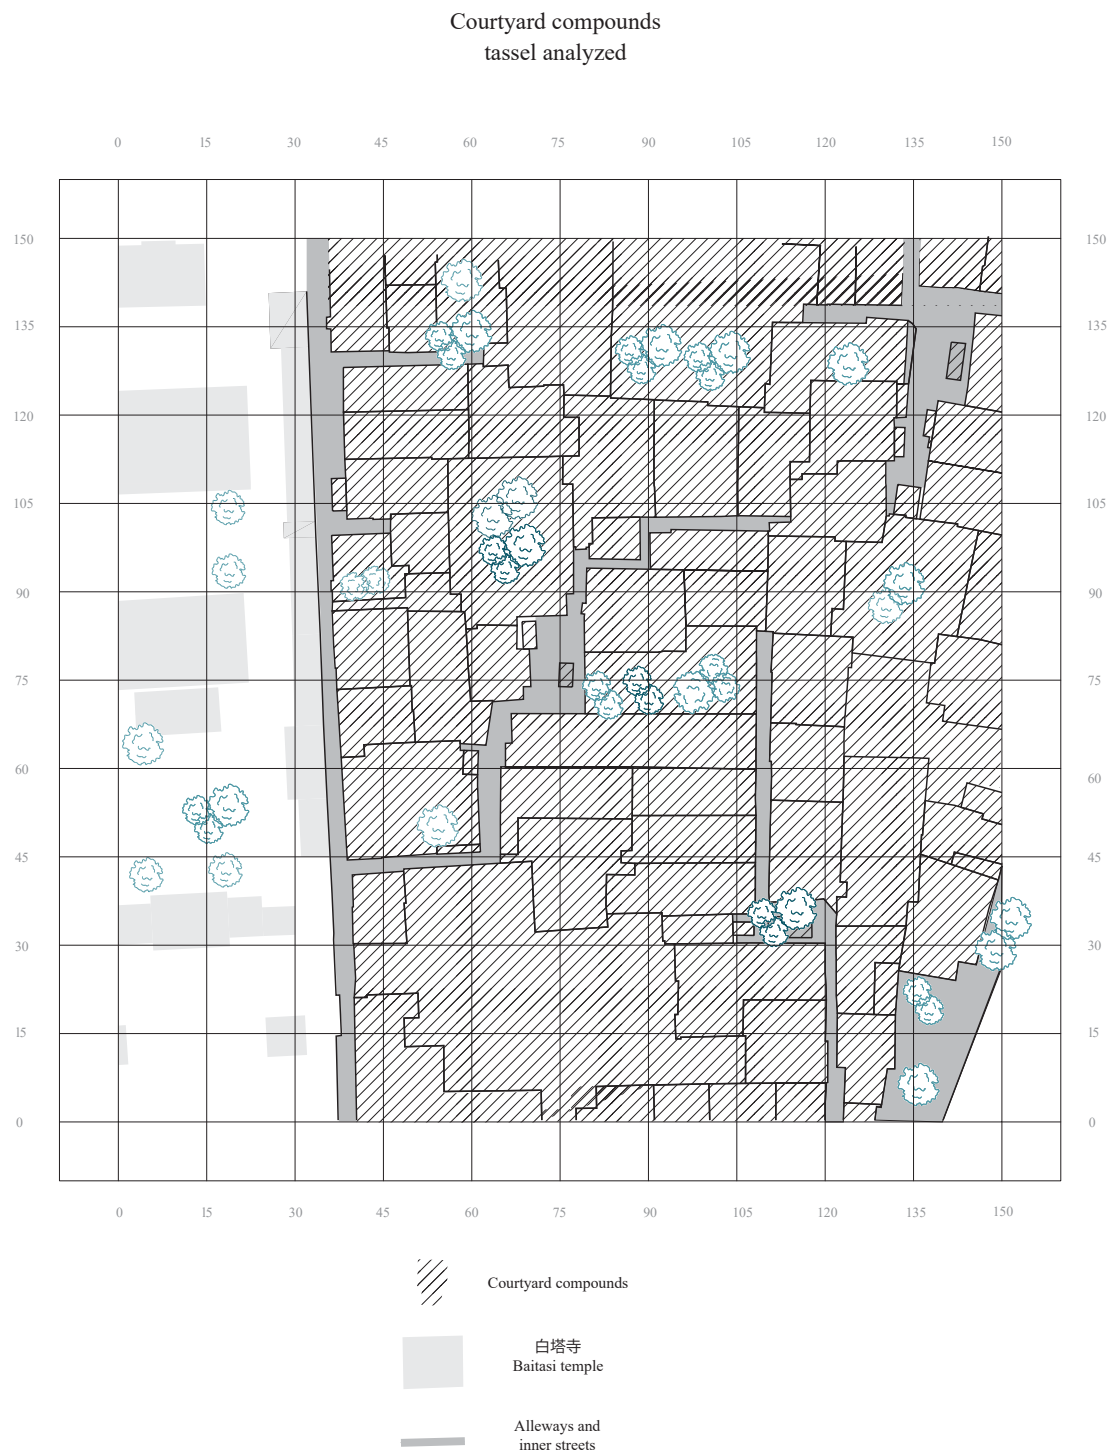 Courtyard compounds
tassel analyzed
0 15 30 45 60 75 90 105 120 135 150
150 150
135 135
120 120
105 105
90 90
75 75
60 60
45 45
30 30
15 15
0 0
0 15 30 45 60 75 90 105 120 135 150
Courtyard compounds
白塔寺
Baitasi temple
Alleways and
inner streets